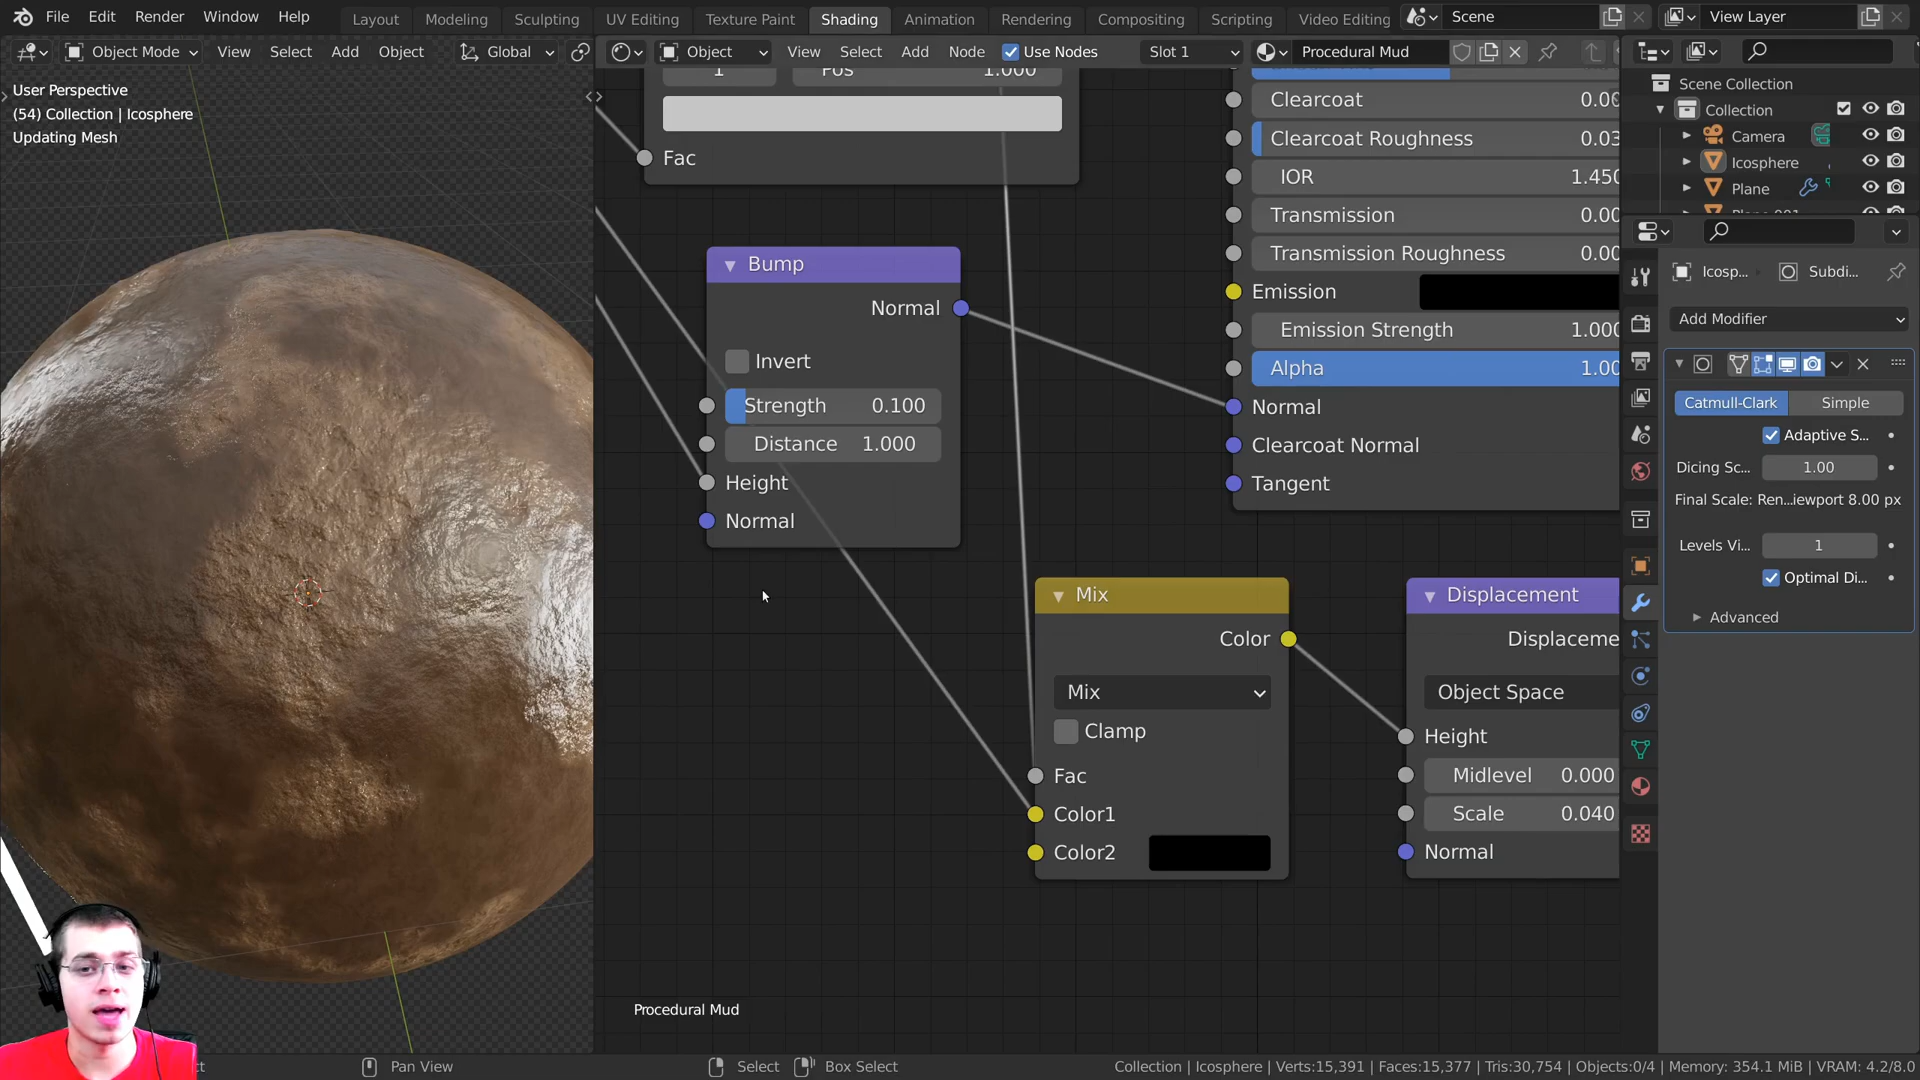 File Edit Render Window Help Layout Modeling Sculpting UV Editing Texture Paint Shading Animation Rendering Compositing Scripting Video Editing Scene View Layer
Object Mode View Select Add Object Global Object View Select Add Node Use Nodes Slot 1 Procedural Mud
User Perspective
(54) Collection | Icosphere
Updating Mesh
1 Pos 1.000
Fac
Bump
Normal
Invert
Strength 0.100
Distance 1.000
Height
Normal
Clearcoat 0.00
Clearcoat Roughness 0.03
IOR 1.450
Transmission 0.00
Transmission Roughness 0.00
Emission
Emission Strength 1.000
Alpha 1.00
Normal
Clearcoat Normal
Tangent
Mix
Color
Mix
Clamp
Fac
Color1
Color2
Displacement
Displaceme
Object Space
Height
Midlevel 0.000
Scale 0.040
Normal
Procedural Mud
Scene Collection
Collection
Camera
Icosphere
Plane
Icosp... Subdi...
Add Modifier
Catmull-Clark Simple
Adaptive S...
Dicing Sc... 1.00
Final Scale: Ren...iewport 8.00 px
Levels Vi... 1
Optimal Di...
Advanced
Pan View Select Box Select Collection | Icosphere | Verts:15,391 | Faces:15,377 | Tris:30,754 | Objects:0/4 | Memory: 354.1 MiB | VRAM: 4.2/8.0